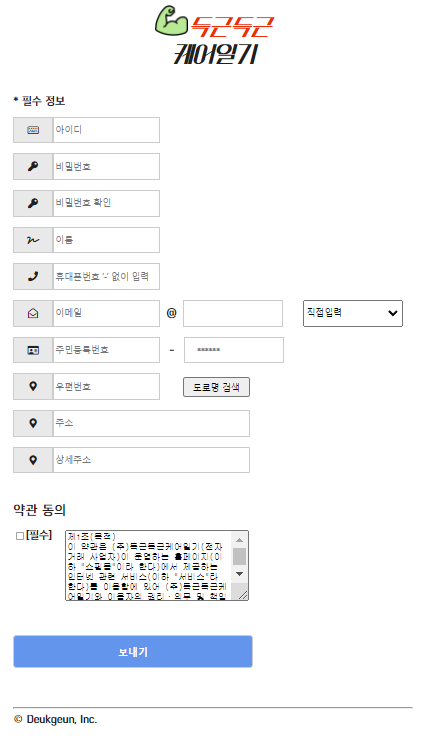 득근득근
케어일기
* 필수 정보
아이디
비밀번호
비밀번호 확인
이름
휴대폰번호 '-' 없이 입력
이메일 @ 직접입력
주민등록번호 - ******
우편번호 도로명 검색
주소
상세주소
약관 동의
[필수] 제1조(목적)
이 약관은 (주)득근득근케어일기(전자
거래 사업자)이 운영하는 홈페이지(이
하 "쇼핑몰"이라 한다)에서 제공하는
인터넷 관련 서비스(이하 "서비스"라
한다)를 이용함에 있어 (주)득근득근케
어일기와 이용자의 권리·의무 및 책임
보내기
© Deukgeun, Inc.